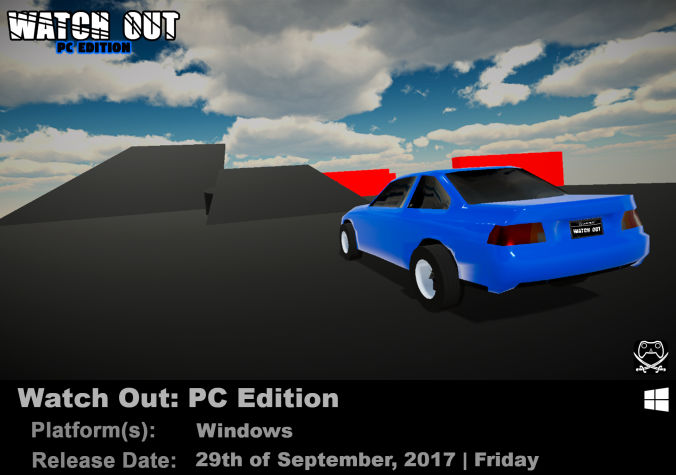 WATCH OUT
PC EDITION
WATCH OUT
Watch Out: PC Edition
Platform(s): Windows
Release Date: 29th of September, 2017 | Friday